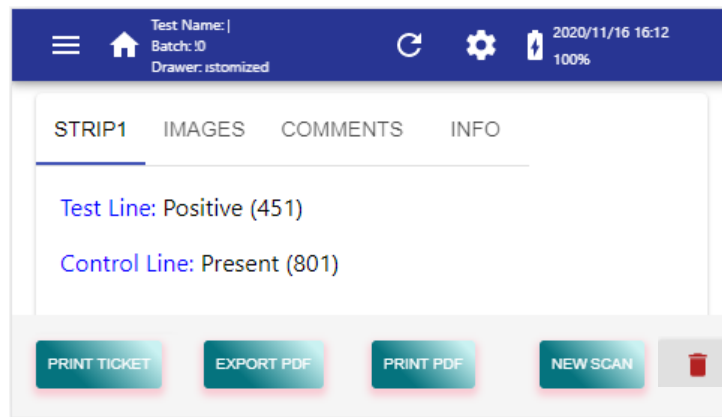 Test Name: |
Batch: !0
Drawer: ıstomized
2020/11/16 16:12
100%
STRIP1 IMAGES COMMENTS INFO
Test Line: Positive (451)
Control Line: Present (801)
PRINT TICKET EXPORT PDF PRINT PDF NEW SCAN